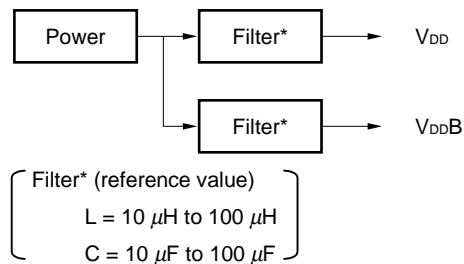 Power Filter* VDD
Filter* VDDB
Filter* (reference value)
L = 10 μH to 100 μH
C = 10 μF to 100 μF